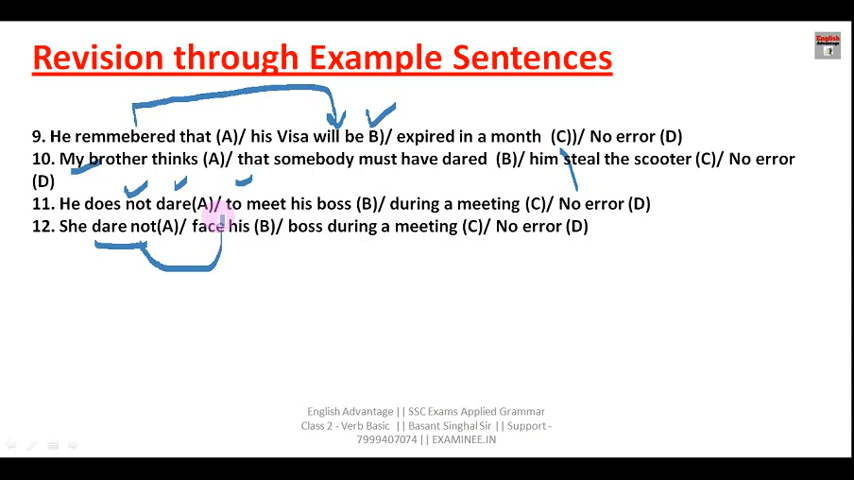 Revision through Example Sentences
English
Advantage
9. He remmebered that (A)/ his Visa will be B)/ expired in a month (C))/ No error (D)
10. My brother thinks (A)/ that somebody must have dared (B)/ him steal the scooter (C)/ No error
(D)
11. He does not dare(A)/ to meet his boss (B)/ during a meeting (C)/ No error (D)
12. She dare not(A)/ face his (B)/ boss during a meeting (C)/ No error (D)
English Advantage || SSC Exams Applied Grammar
Class 2 - Verb Basic || Basant Singhal Sir || Support -
7999407074 || EXAMINEE.IN